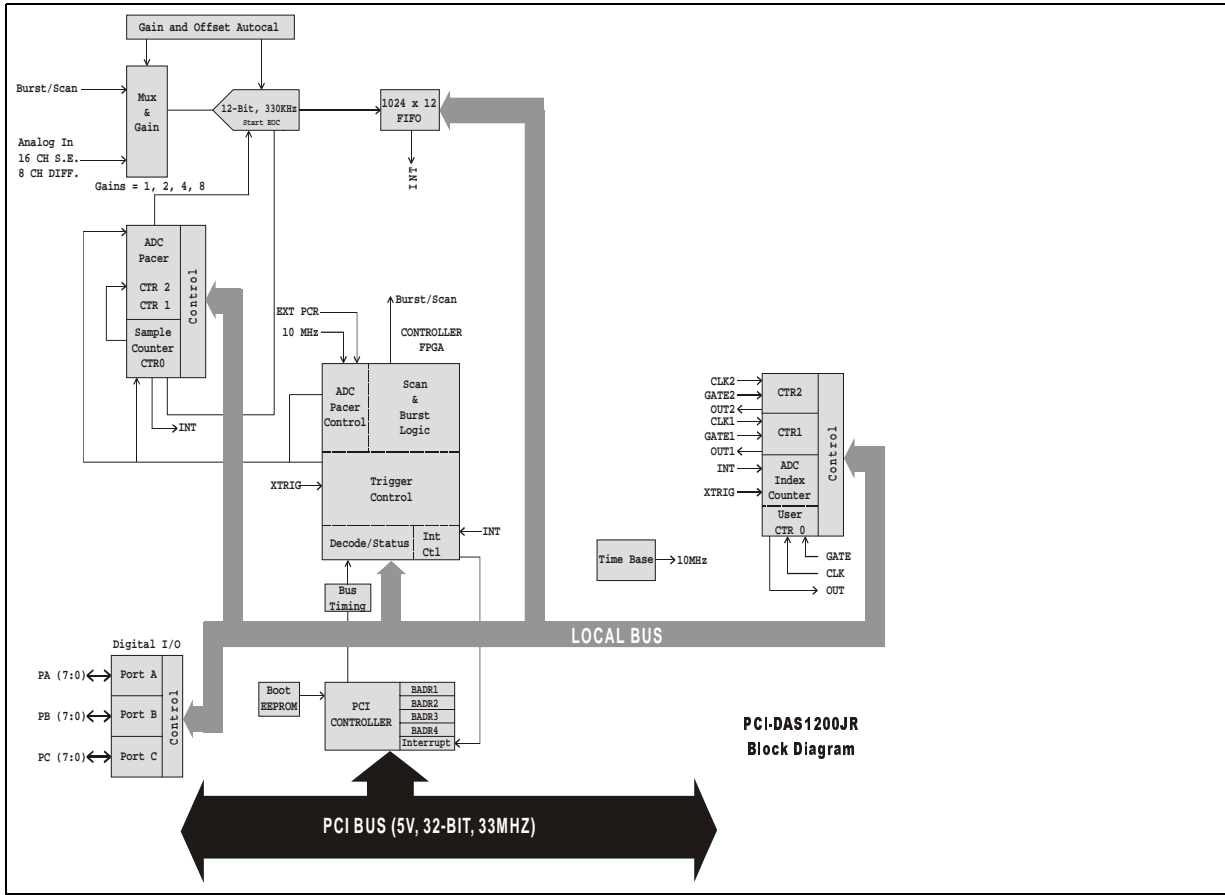 Gain and Offset Autocal
Burst/Scan
Mux
&
Gain
12-Bit, 330KHz
Start EOC
1024 x 12
FIFO
INT
Analog In
16 CH S.E.
8 CH DIFF.
Gains = 1, 2, 4, 8
ADC
Pacer
CTR 2
CTR 1
Control
Sample
Counter
CTR0
INT
EXT PCR
10 MHz
Burst/Scan
CONTROLLER
FPGA
ADC
Pacer
Control
Scan
&
Burst
Logic
XTRIG
Trigger
Control
Decode/Status
Int
Ctl
INT
Bus
Timing
CLK2
GATE2
OUT2
CLK1
GATE1
OUT1
INT
XTRIG
CTR2
CTR1
ADC
Index
Counter
User
CTR 0
Control
GATE
CLK
OUT
Time Base
10MHz
LOCAL BUS
Digital I/O
PA (7:0)
Port A
PB (7:0)
Port B
PC (7:0)
Port C
Control
Boot
EEPROM
PCI
CONTROLLER
BADR1
BADR2
BADR3
BADR4
Interrupt
PCI-DAS1200JR
Block Diagram
PCI BUS (5V, 32-BIT, 33MHZ)